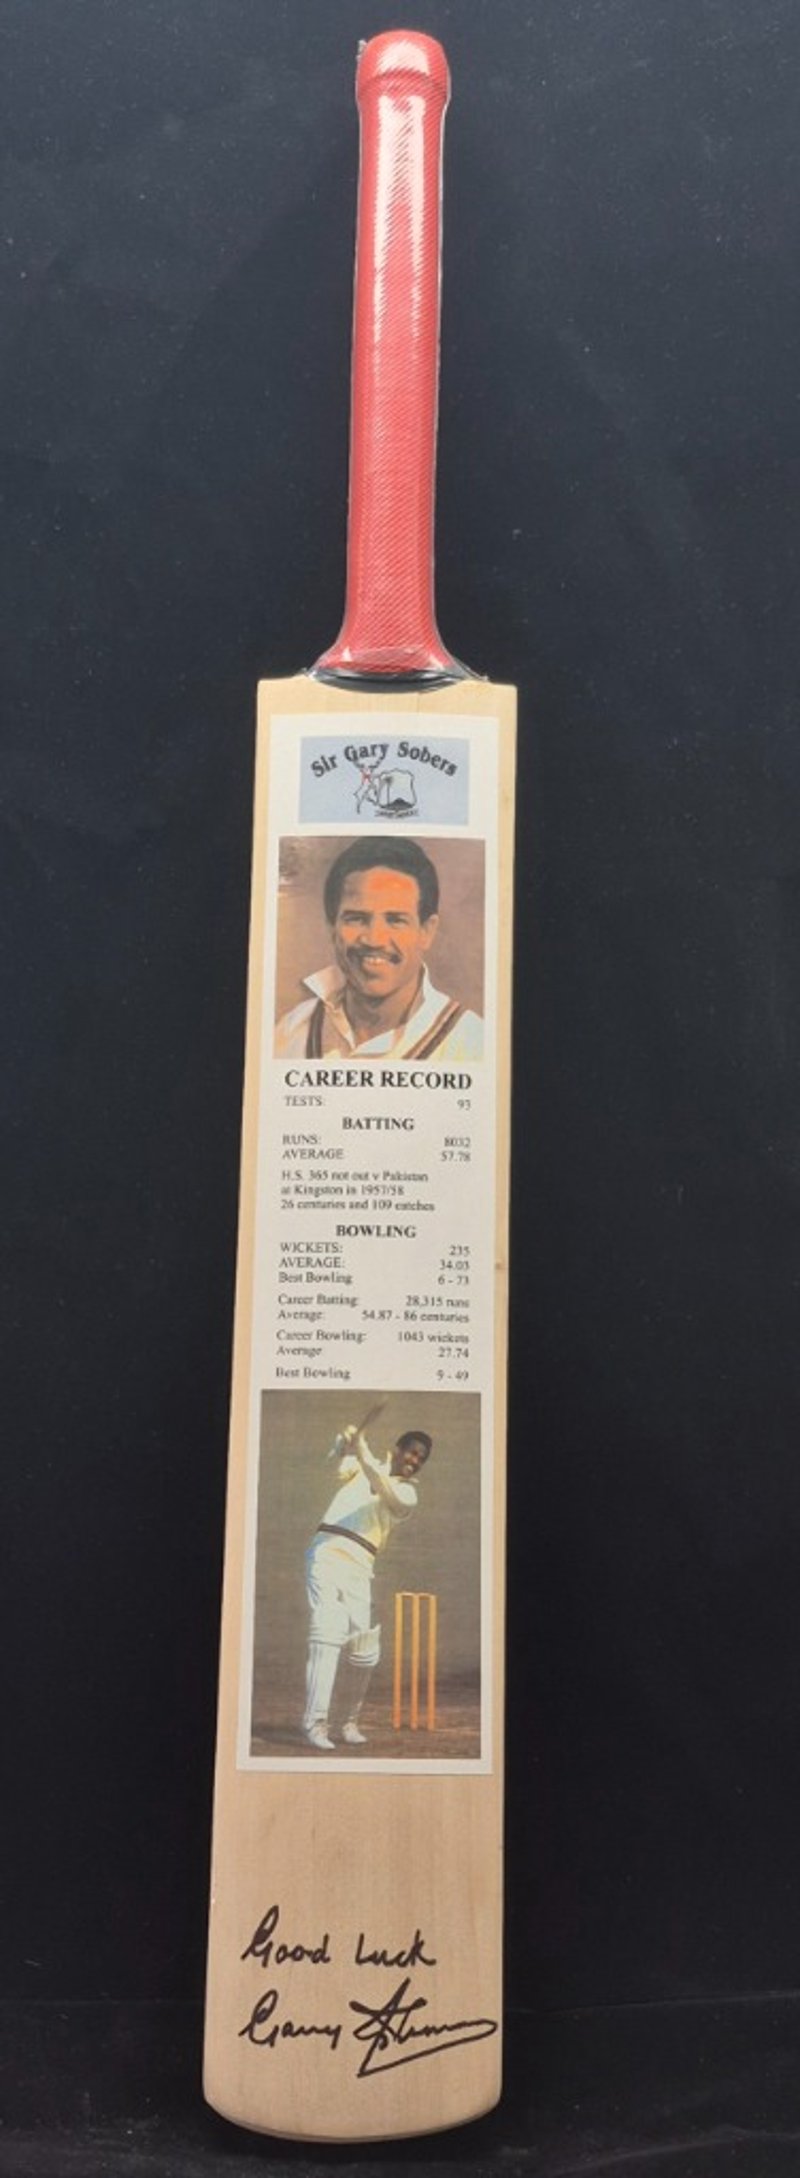 Sir Gary Sobers
CAREER RECORD
TESTS: 93
BATTING
RUNS: 8032
AVERAGE 57.78
H.S. 365 not out v Pakistan
at Kingston in 1957/58
26 centuries and 109 catches
BOWLING
WICKETS: 235
AVERAGE: 34.03
Best Bowling 6 - 73
Career Batting: 28,315 runs
Average: 54.87 - 86 centuries
Career Bowling: 1043 wickets
Average 27.74
Best Bowling 9 - 49
Good Luck
Garry